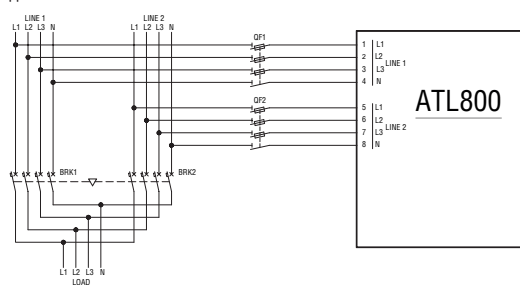 LINE 1
L1 L2 L3 N
LINE 2
L1 L2 L3 N
QF1
1 L1
2 L2
3 L3
4 N
LINE 1
QF2
5 L1
6 L2
7 L3
8 N
LINE 2
ATL800
BRK1
BRK2
L1 L2 L3 N
LOAD